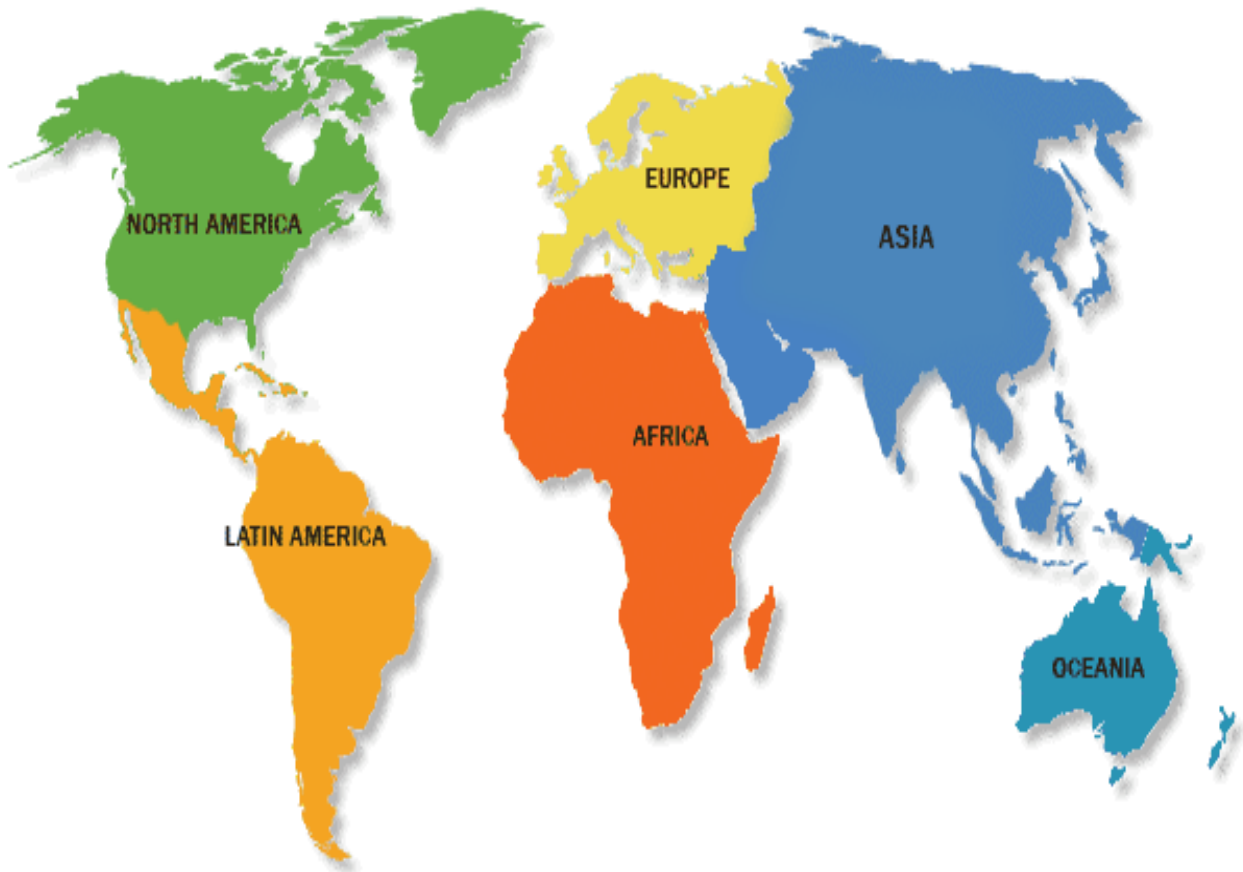 EUROPE
NORTH AMERICA
ASIA
AFRICA
LATIN AMERICA
OCEANIA